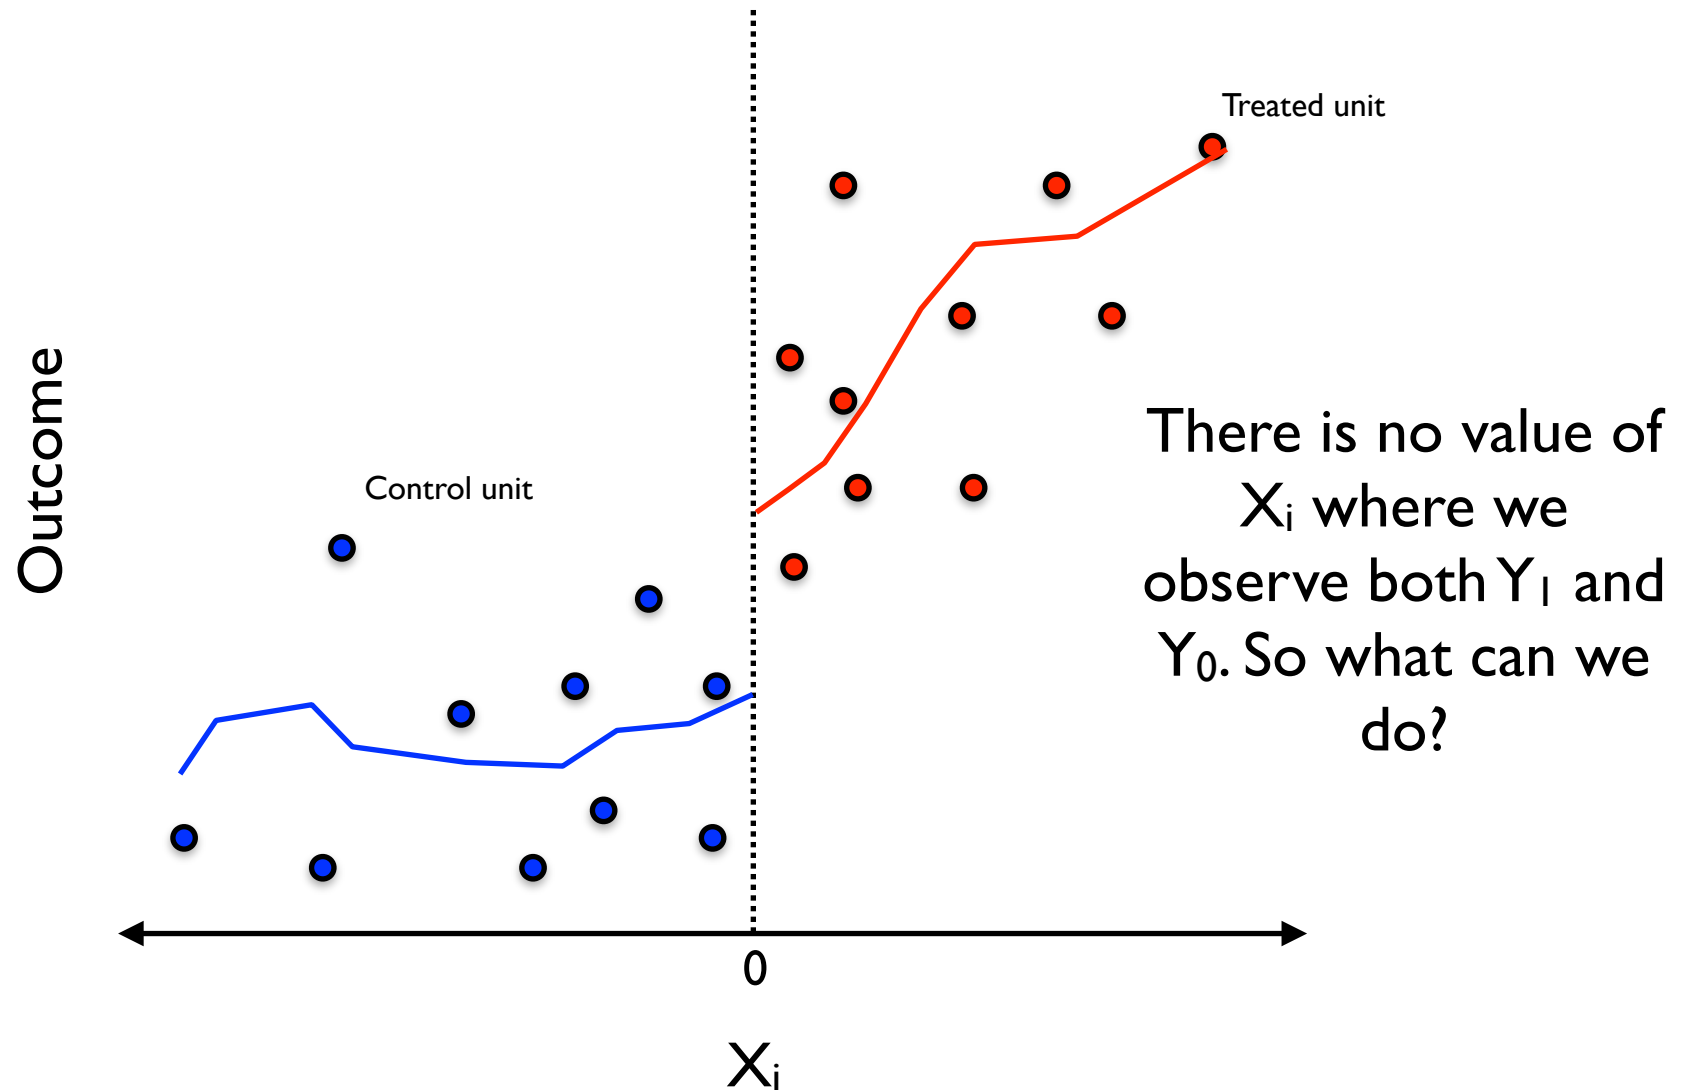 Treated unit
Outcome
Control unit
There is no value of
Xi where we
observe both Y1 and
Y0. So what can we
do?
0
Xi